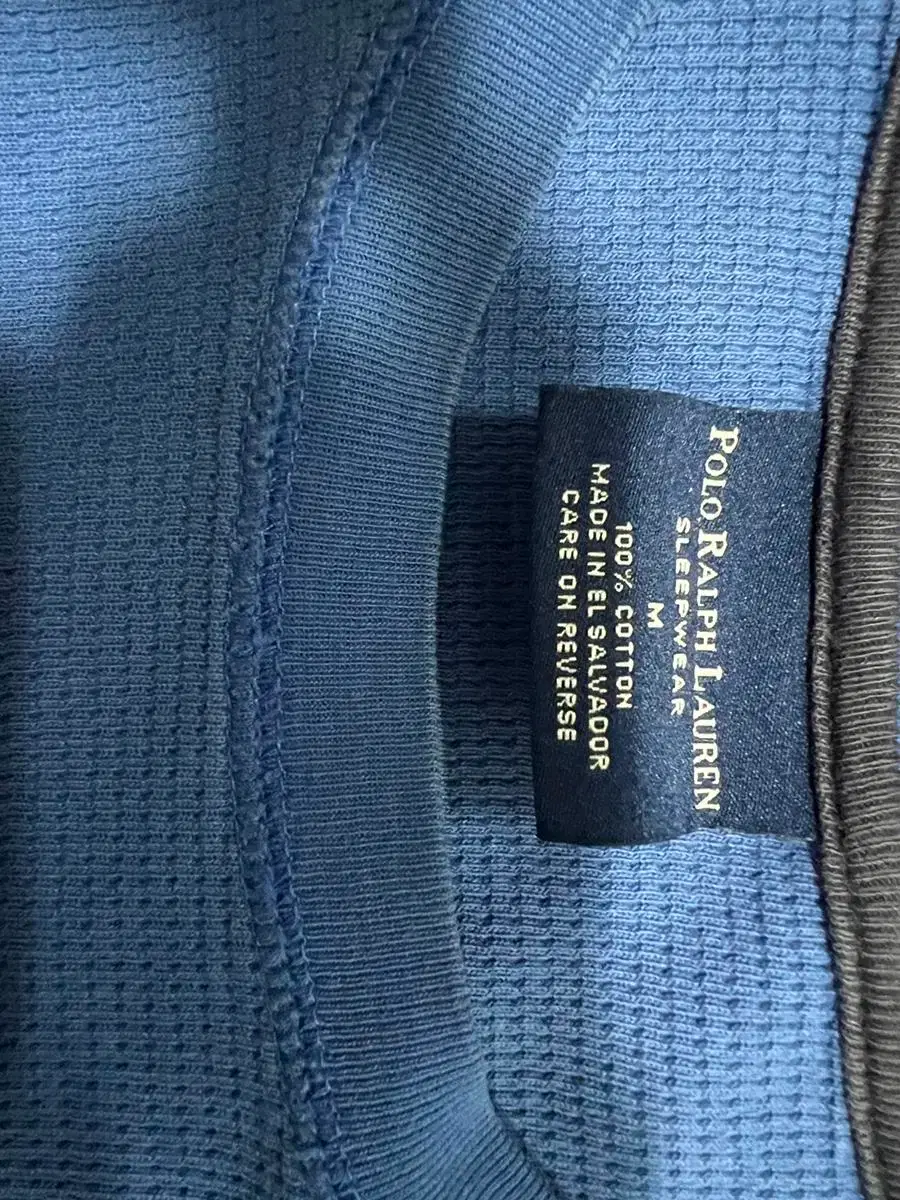 POLO RALPH LAUREN
SLEEPWEAR
M
100% COTTON
MADE IN EL SALVADOR
CARE ON REVERSE